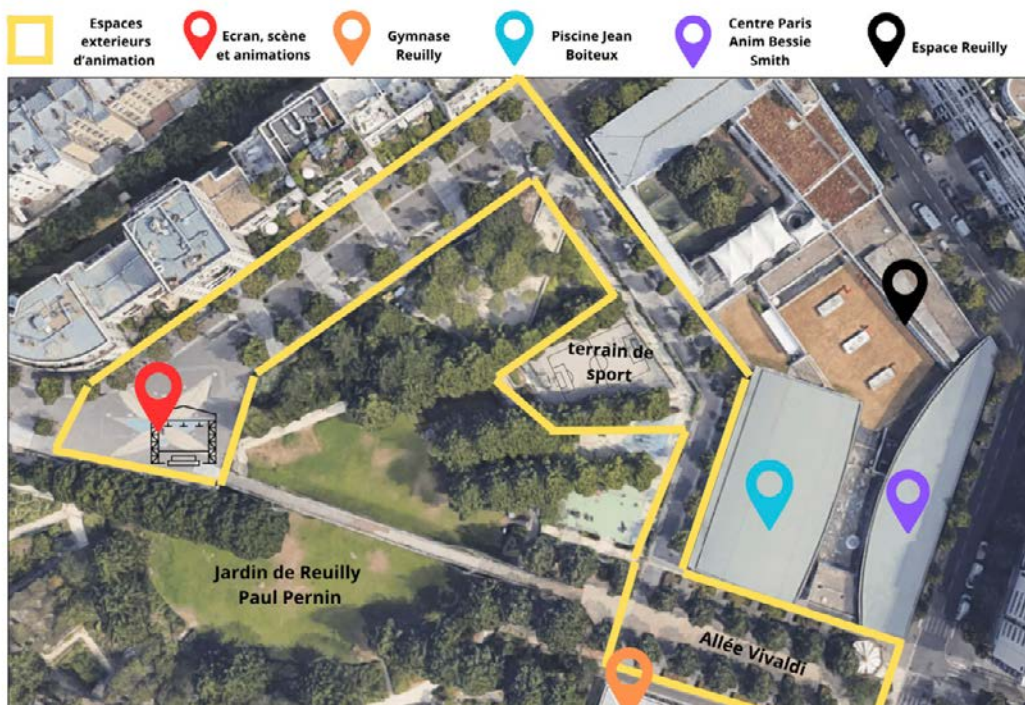 Espaces
exterieurs
d'animation
Ecran, scène
et animations
Gymnase
Reuilly
Piscine Jean
Boiteux
Centre Paris
Anim Bessie
Smith
Espace Reuilly
terrain de
sport
Jardin de Reuilly
Paul Pernin
Allée Vivaldi